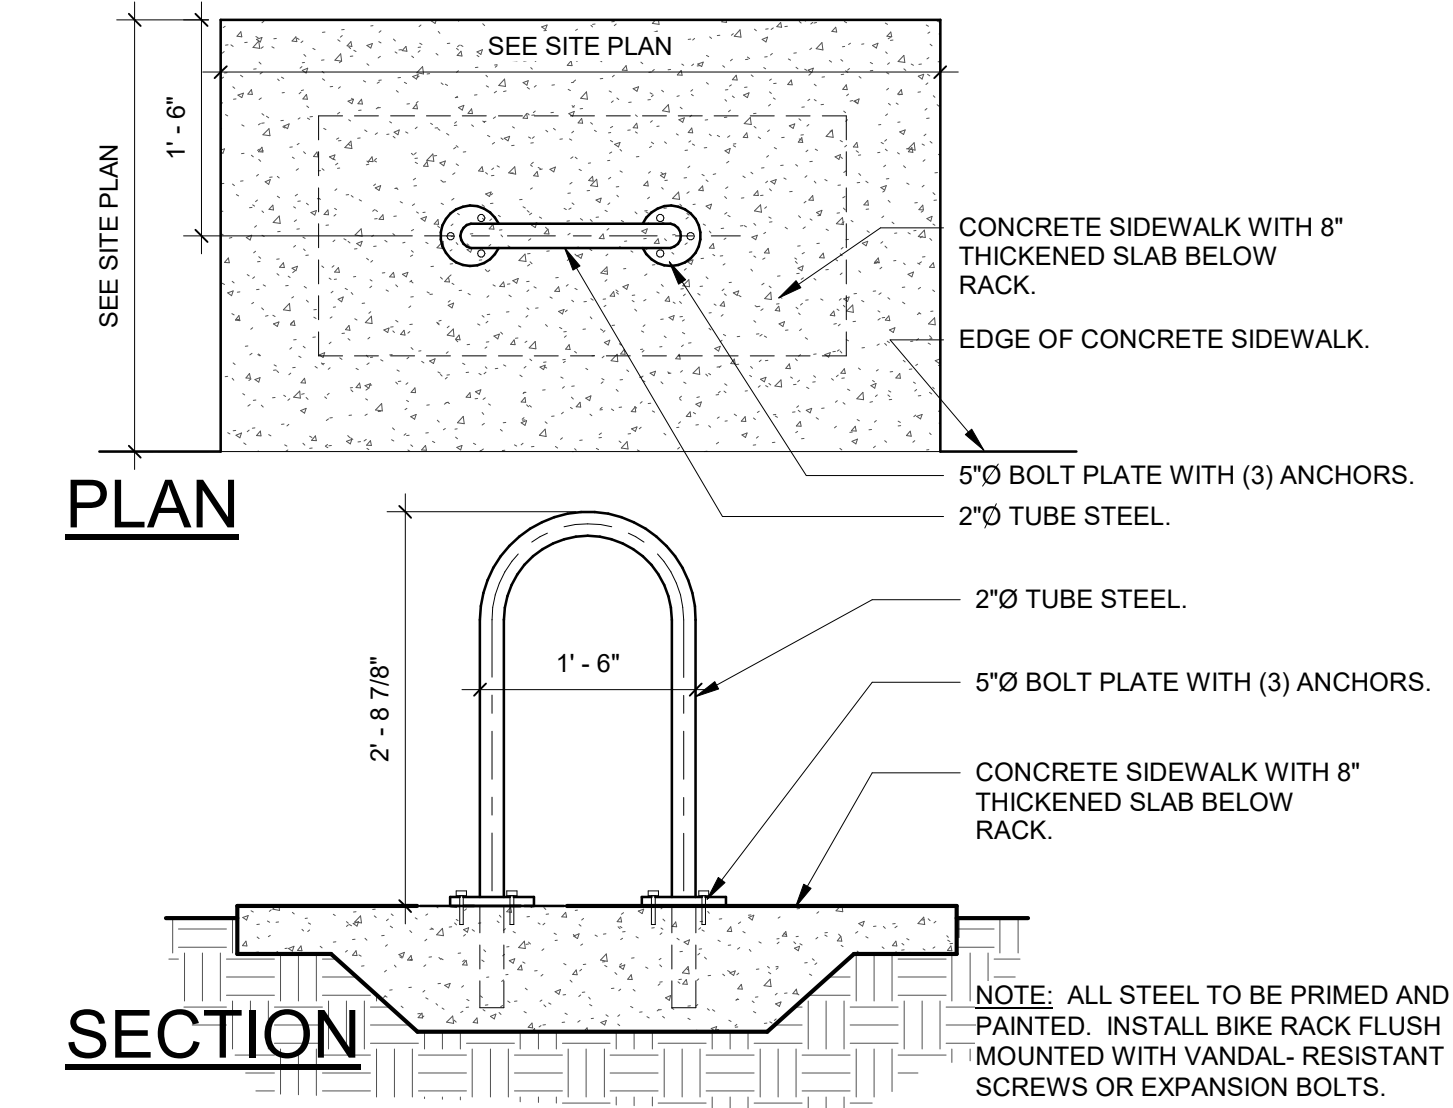 SEE SITE PLAN
1' - 6"
SEE SITE PLAN
CONCRETE SIDEWALK WITH 8"
THICKENED SLAB BELOW
RACK.
EDGE OF CONCRETE SIDEWALK.
5"Ø BOLT PLATE WITH (3) ANCHORS.
2"Ø TUBE STEEL.
PLAN
2"Ø TUBE STEEL.
1' - 6"
2' - 8 7/8"
5"Ø BOLT PLATE WITH (3) ANCHORS.
CONCRETE SIDEWALK WITH 8"
THICKENED SLAB BELOW
RACK.
SECTION
NOTE: ALL STEEL TO BE PRIMED AND
PAINTED. INSTALL BIKE RACK FLUSH
MOUNTED WITH VANDAL- RESISTANT
SCREWS OR EXPANSION BOLTS.